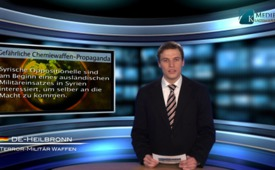 Gefährliche Chemiewaffen-Propaganda
Syrische Oppositionelle sind
am Beginn eines ausländischen
Militäreinsatzes in Syrien
interessiert, um selber an die
Macht zu kommen.
DE-HEILBRONN
TERROR-MILITÄR WAFFEN